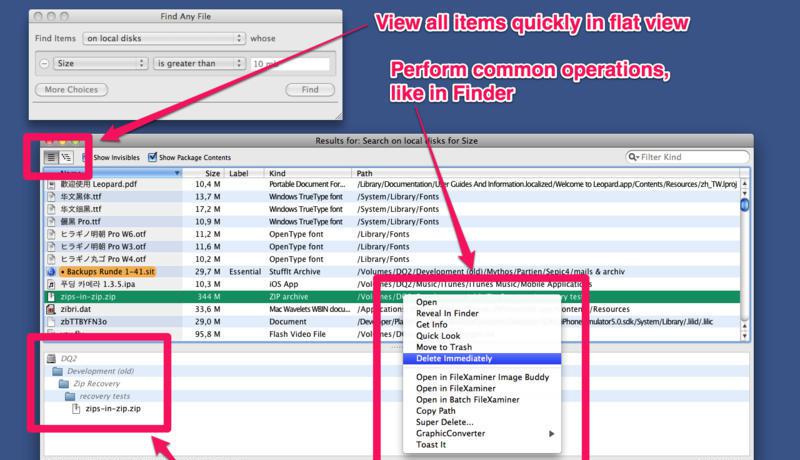 Find Any File
View all items quickly in flat view
Find Items on local disks whose
Size is greater than 10
More Choices Find
Perform common operations,
like in Finder
Results for: Search on local disks for Size
Show Invisibles Show Package Contents Filter Kind
Name Size Label Kind Path
歡迎使用 Leopard.pdf 10,4 M Portable Document For... /Library/Documentation/User Guides And Information.localized/Welcome to Leopard.app/Contents/Resources/zh_TW.lproj
华文黑体.ttf 13,7 M Windows TrueType font /System/Library/Fonts
华文细黑.ttf 17,2 M Windows TrueType font /System/Library/Fonts
儷黑 Pro.ttf 10,9 M Windows TrueType font /System/Library/Fonts
ヒラギノ明朝 Pro W6.otf 11,2 M OpenType font /System/Library/Fonts
ヒラギノ明朝 Pro W3.otf 10,6 M OpenType font /System/Library/Fonts
ヒラギノ丸ゴ Pro W4.otf 10,2 M OpenType font /System/Library/Fonts
• Backups Runde 1-41.sit 29,7 M Essential StuffIt Archive /Volumes/DQ2/Development (old)/Mythos/Partien/Sepic4/mails & archiv
푸딩 카메라 1.3.5.ipa 10,3 M iOS App /Volumes/DQ2/Music/iTunes/iTunes Music/Mobile Applications
zips-in-zip.zip 344 M ZIP archive /Volumes/DQ2/Development (old)/Zip Recovery/recovery tests
zibri.dat 33,6 M Mac Wavelets WBIN docu... /Volumes/ /Contents/Resources
zbTTBYFN3o 29,0 M Document /Developer/ .sdk/System/Library/.lilid/.lilic
95,8 M Flash Video File /Volumes/
Open
Reveal In Finder
Get Info
Quick Look
Move to Trash
Delete Immediately
Open in FileXaminer Image Buddy
Open in FileXaminer
Open in Batch FileXaminer
Copy Path
Super Delete...
GraphicConverter
Toast It
DQ2
Development (old)
Zip Recovery
recovery tests
zips-in-zip.zip